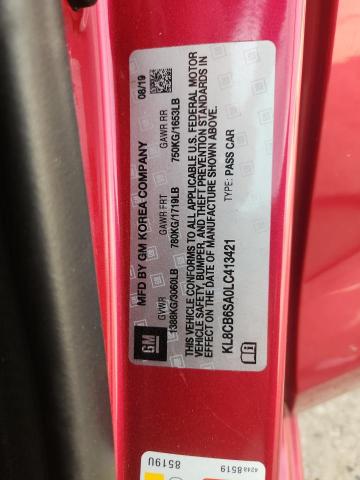 GM
MFD BY GM KOREA COMPANY 08/19
GVWR GAWR FRT GAWR RR
1388KG/3060LB 780KG/1719LB 750KG/1653LB
THIS VEHICLE CONFORMS TO ALL APPLICABLE U.S. FEDERAL MOTOR
VEHICLE SAFETY, BUMPER, AND THEFT PREVENTION STANDARDS IN
EFFECT ON THE DATE OF MANUFACTURE SHOWN ABOVE.
KL8CB6SA0LC413421 TYPE: PASS CAR
8519U
4248 8519